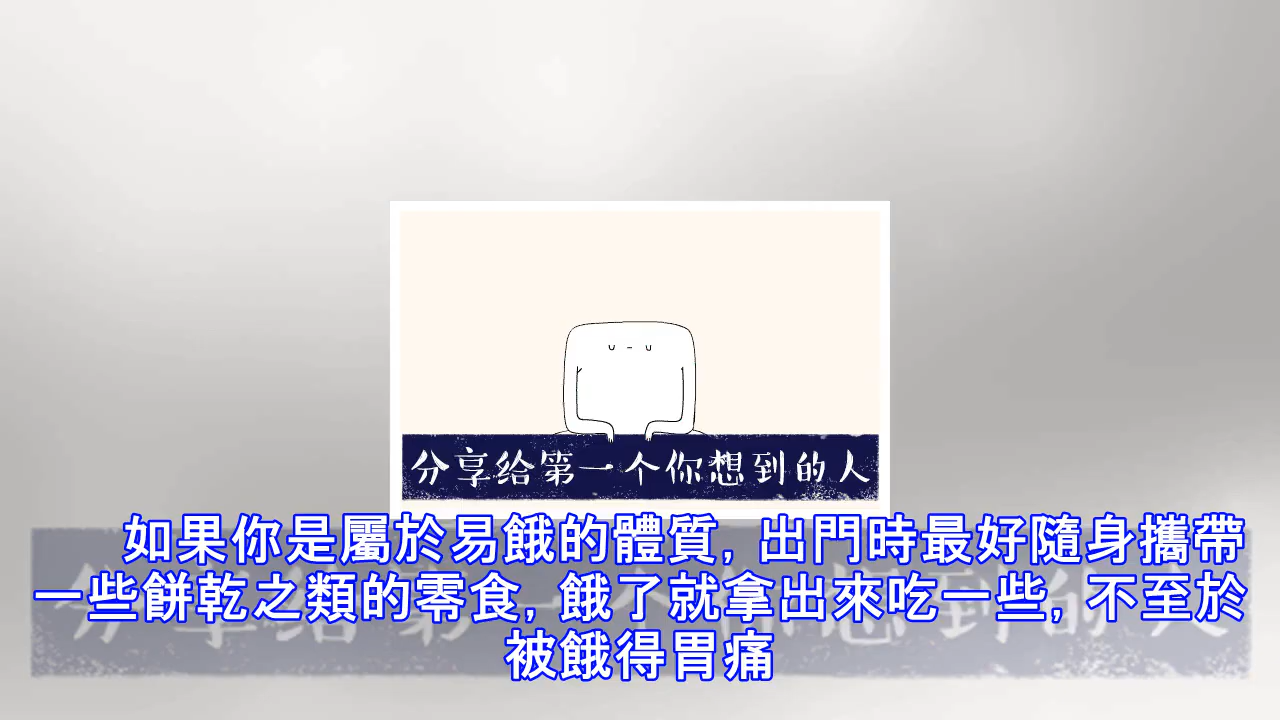 分享给第一个你想到的人
如果你是屬於易餓的體質, 出門時最好隨身攜帶
一些餅乾之類的零食, 餓了就拿出來吃一些, 不至於
被餓得胃痛